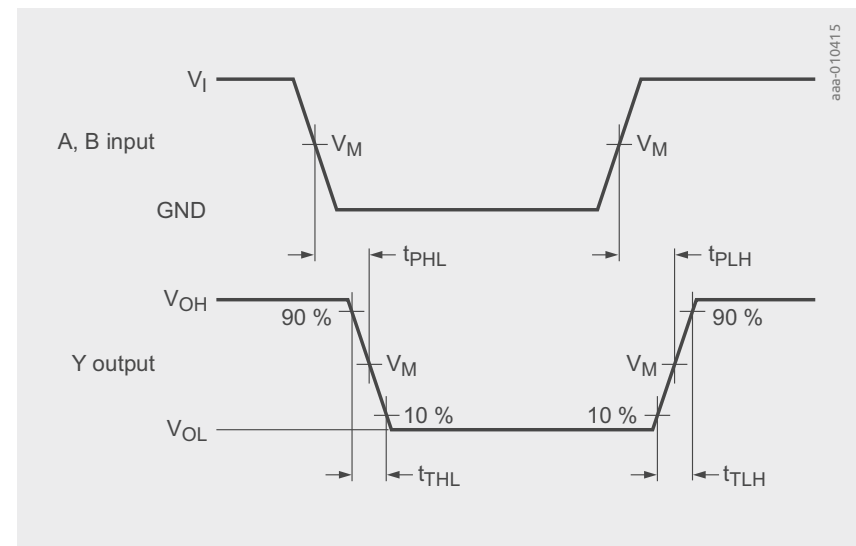 aaa-010415
V_I
A, B input
V_M
V_M
GND
t_PHL
t_PLH
V_OH
90 %
90 %
Y output
V_M
V_M
10 %
10 %
V_OL
t_THL
t_TLH